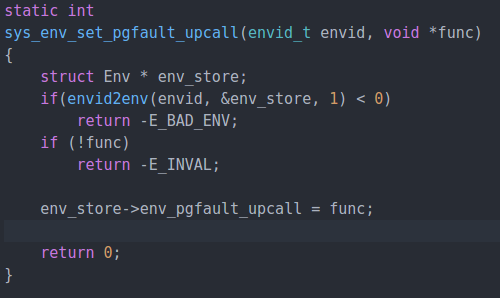 static int
sys_env_set_pgfault_upcall(envid_t envid, void *func)
{
    struct Env * env_store;
    if(envid2env(envid, &env_store, 1) < 0)
        return -E_BAD_ENV;
    if (!func)
        return -E_INVAL;

    env_store->env_pgfault_upcall = func;

    return 0;
}